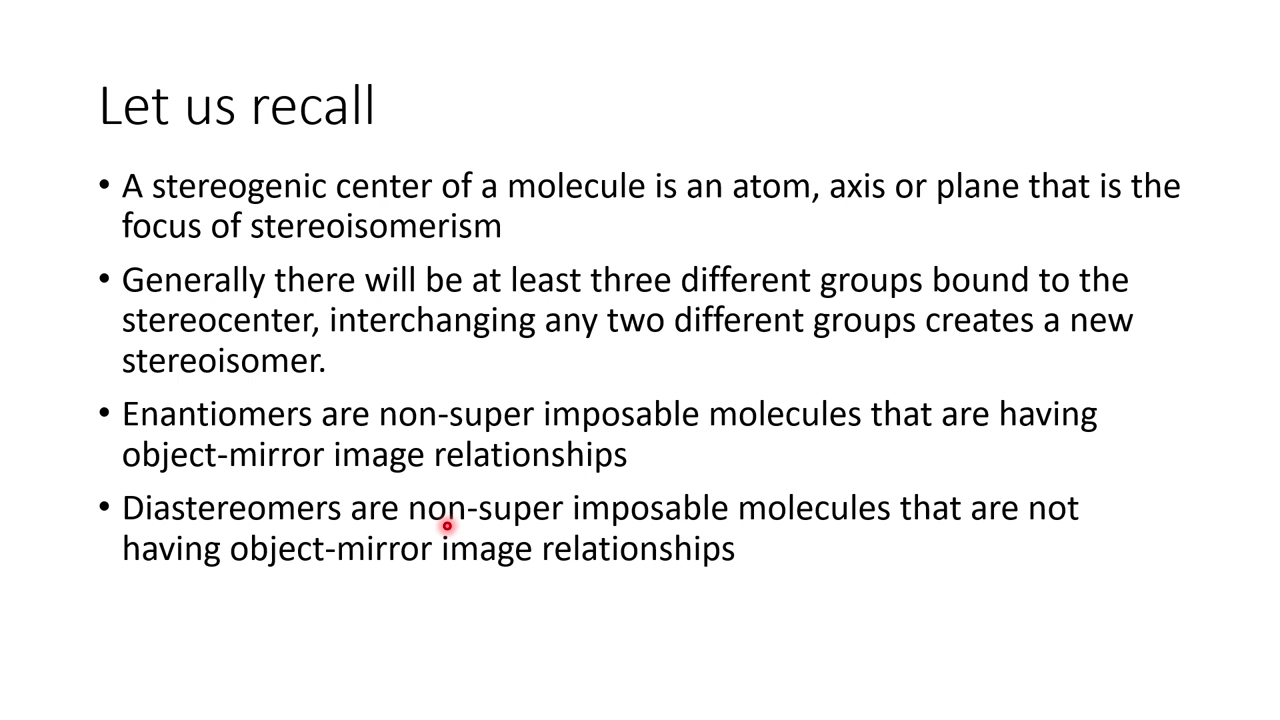 Let us recall
• A stereogenic center of a molecule is an atom, axis or plane that is the
focus of stereoisomerism
• Generally there will be at least three different groups bound to the
stereocenter, interchanging any two different groups creates a new
stereoisomer.
• Enantiomers are non-super imposable molecules that are having
object-mirror image relationships
• Diastereomers are non-super imposable molecules that are not
having object-mirror image relationships